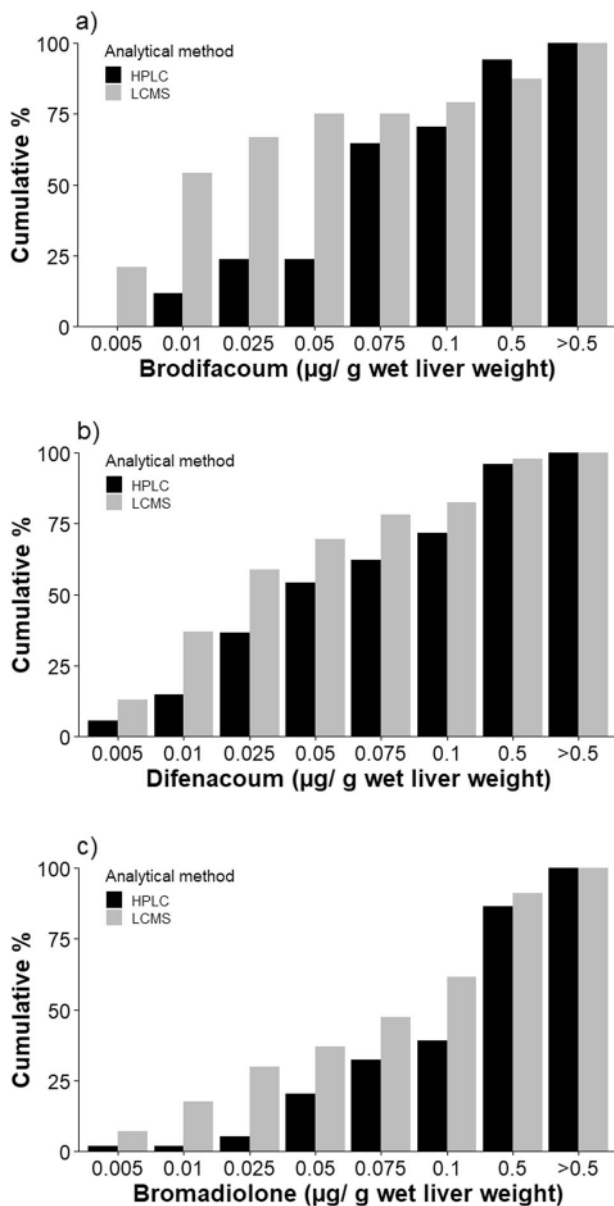 a)
Analytical method
HPLC
LCMS
Cumulative %
100
75
50
25
0
0.005 0.01 0.025 0.05 0.075 0.1 0.5 >0.5
Brodifacoum (µg/ g wet liver weight)
b)
Analytical method
HPLC
LCMS
Cumulative %
100
75
50
25
0
0.005 0.01 0.025 0.05 0.075 0.1 0.5 >0.5
Difenacoum (µg/ g wet liver weight)
c)
Analytical method
HPLC
LCMS
Cumulative %
100
75
50
25
0
0.005 0.01 0.025 0.05 0.075 0.1 0.5 >0.5
Bromadiolone (µg/ g wet liver weight)